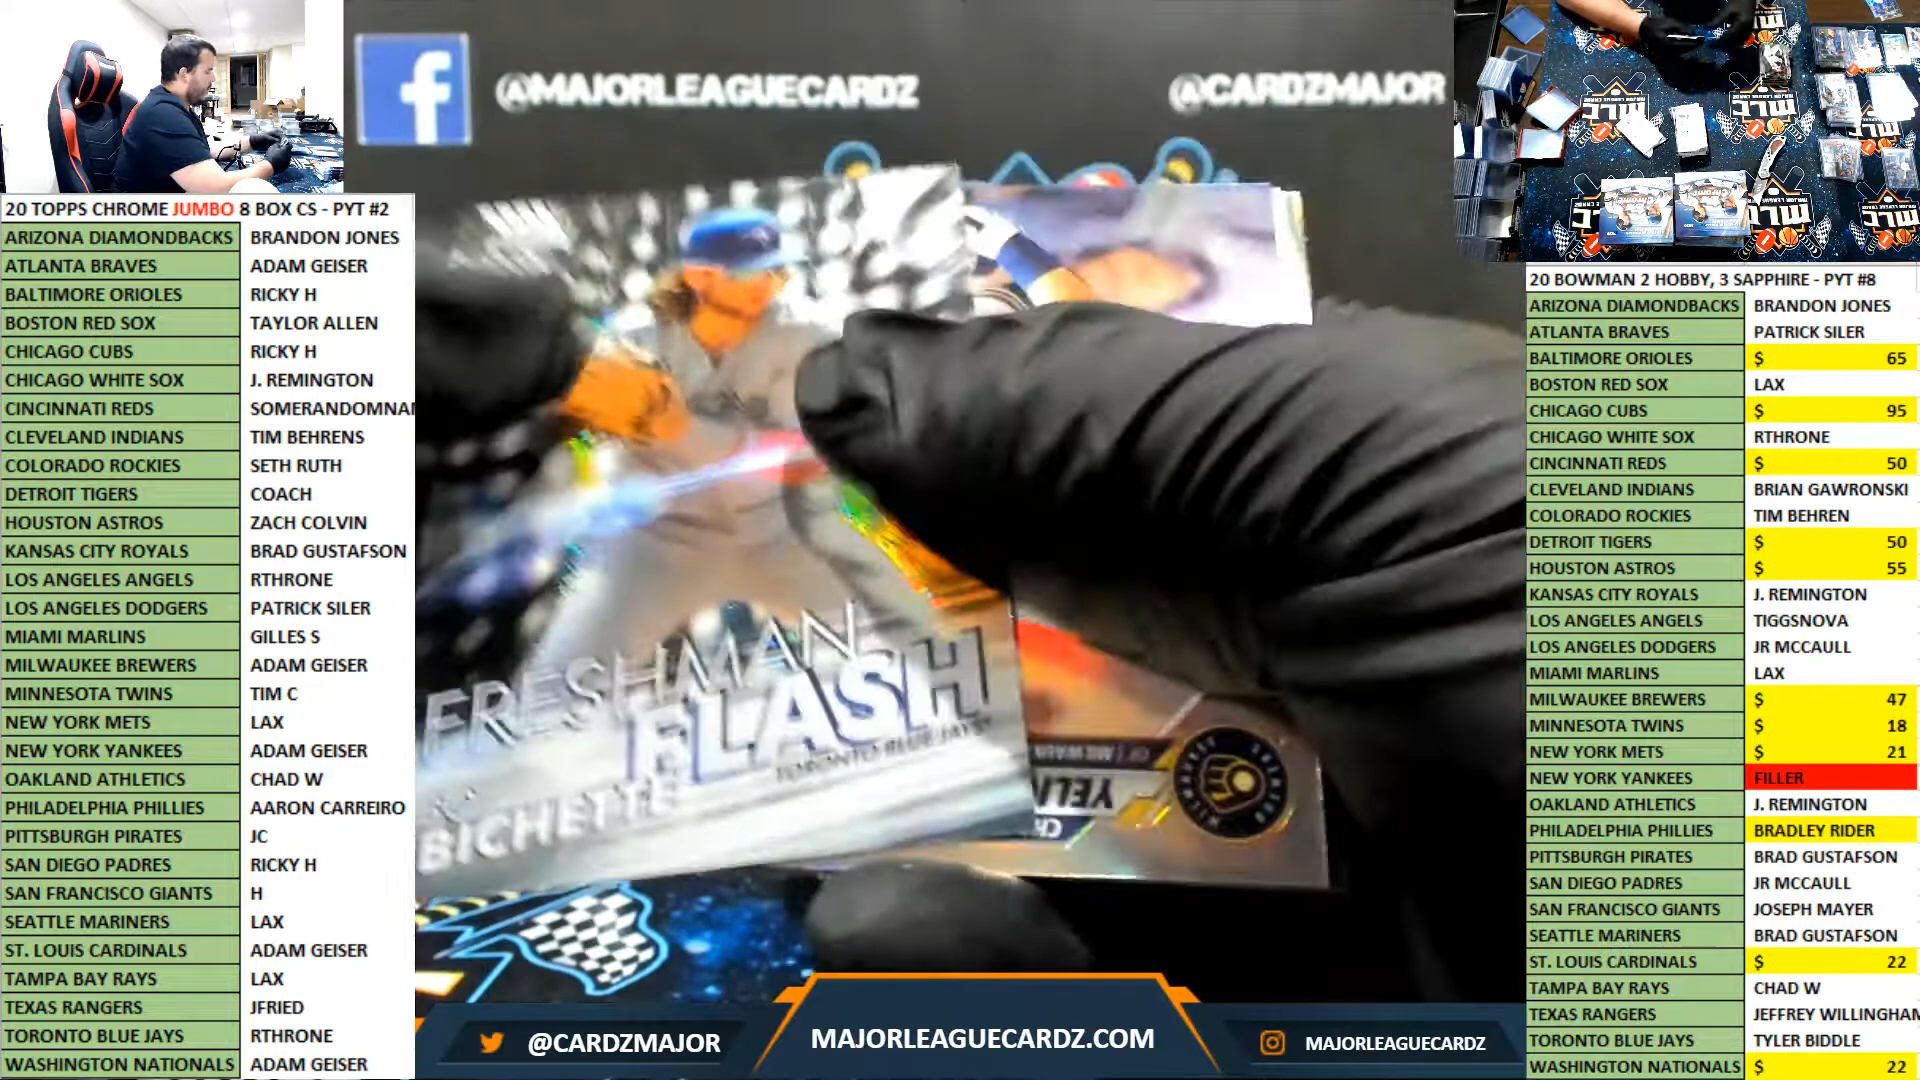 @MAJORLEAGUECARDZ
@CARDZMAJOR
20 TOPPS CHROME JUMBO 8 BOX CS - PYT #2
ARIZONA DIAMONDBACKS BRANDON JONES
ATLANTA BRAVES ADAM GEISER
BALTIMORE ORIOLES RICKY H
BOSTON RED SOX TAYLOR ALLEN
CHICAGO CUBS RICKY H
CHICAGO WHITE SOX J. REMINGTON
CINCINNATI REDS SOMERANDOMNA
CLEVELAND INDIANS TIM BEHRENS
COLORADO ROCKIES SETH RUTH
DETROIT TIGERS COACH
HOUSTON ASTROS ZACH COLVIN
KANSAS CITY ROYALS BRAD GUSTAFSON
LOS ANGELES ANGELS RTHRONE
LOS ANGELES DODGERS PATRICK SILER
MIAMI MARLINS GILLES S
MILWAUKEE BREWERS ADAM GEISER
MINNESOTA TWINS TIM C
NEW YORK METS LAX
NEW YORK YANKEES ADAM GEISER
OAKLAND ATHLETICS CHAD W
PHILADELPHIA PHILLIES AARON CARREIRO
PITTSBURGH PIRATES JC
SAN DIEGO PADRES RICKY H
SAN FRANCISCO GIANTS H
SEATTLE MARINERS LAX
ST. LOUIS CARDINALS ADAM GEISER
TAMPA BAY RAYS LAX
TEXAS RANGERS JFRIED
TORONTO BLUE JAYS RTHRONE
WASHINGTON NATIONALS ADAM GEISER
FRESHMAN
FLASH
TORONTO BLUE JAYS
BICHETTE
YELI
20 BOWMAN 2 HOBBY, 3 SAPPHIRE - PYT #8
ARIZONA DIAMONDBACKS BRANDON JONES
ATLANTA BRAVES PATRICK SILER
BALTIMORE ORIOLES $ 65
BOSTON RED SOX LAX
CHICAGO CUBS $ 95
CHICAGO WHITE SOX RTHRONE
CINCINNATI REDS $ 50
CLEVELAND INDIANS BRIAN GAWRONSKI
COLORADO ROCKIES TIM BEHREN
DETROIT TIGERS $ 50
HOUSTON ASTROS $ 55
KANSAS CITY ROYALS J. REMINGTON
LOS ANGELES ANGELS TIGGSNOVA
LOS ANGELES DODGERS JR MCCAULL
MIAMI MARLINS LAX
MILWAUKEE BREWERS $ 47
MINNESOTA TWINS $ 18
NEW YORK METS $ 21
NEW YORK YANKEES FILLER
OAKLAND ATHLETICS J. REMINGTON
PHILADELPHIA PHILLIES BRADLEY RIDER
PITTSBURGH PIRATES BRAD GUSTAFSON
SAN DIEGO PADRES JR MCCAULL
SAN FRANCISCO GIANTS JOSEPH MAYER
SEATTLE MARINERS BRAD GUSTAFSON
ST. LOUIS CARDINALS $ 22
TAMPA BAY RAYS CHAD W
TEXAS RANGERS JEFFREY WILLINGHAM
TORONTO BLUE JAYS TYLER BIDDLE
WASHINGTON NATIONALS $ 22
@CARDZMAJOR
MAJORLEAGUECARDZ.COM
MAJORLEAGUECARDZ